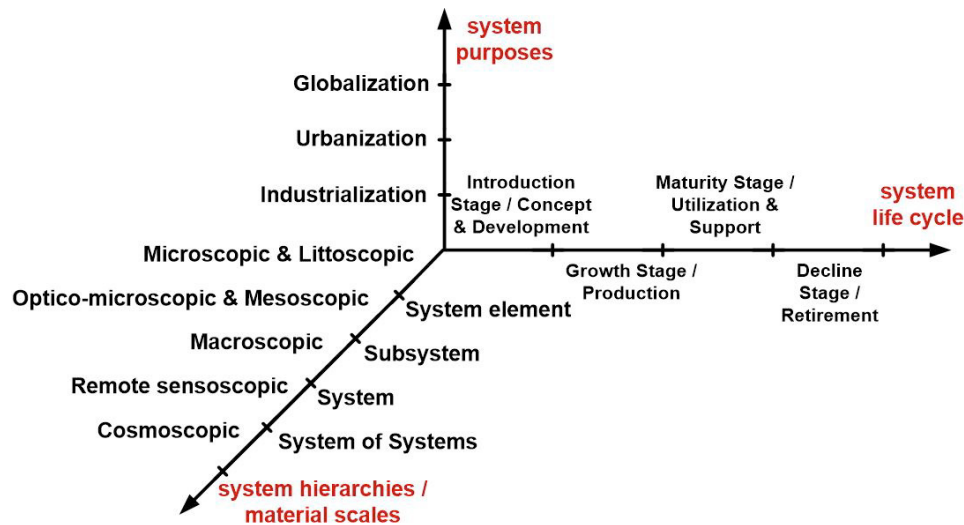 system
purposes
Globalization
Urbanization
Industrialization
Introduction
Stage / Concept
& Development
Maturity Stage /
Utilization &
Support
system
life cycle
Microscopic & Littoscopic
Growth Stage /
Production
Decline
Stage /
Retirement
Optico-microscopic & Mesoscopic
System element
Macroscopic
Subsystem
Remote sensoscopic
System
Cosmoscopic
System of Systems
system hierarchies /
material scales